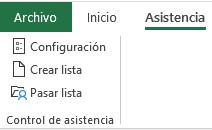 Archivo Inicio Asistencia
Configuración
Crear lista
Pasar lista
Control de asistencia